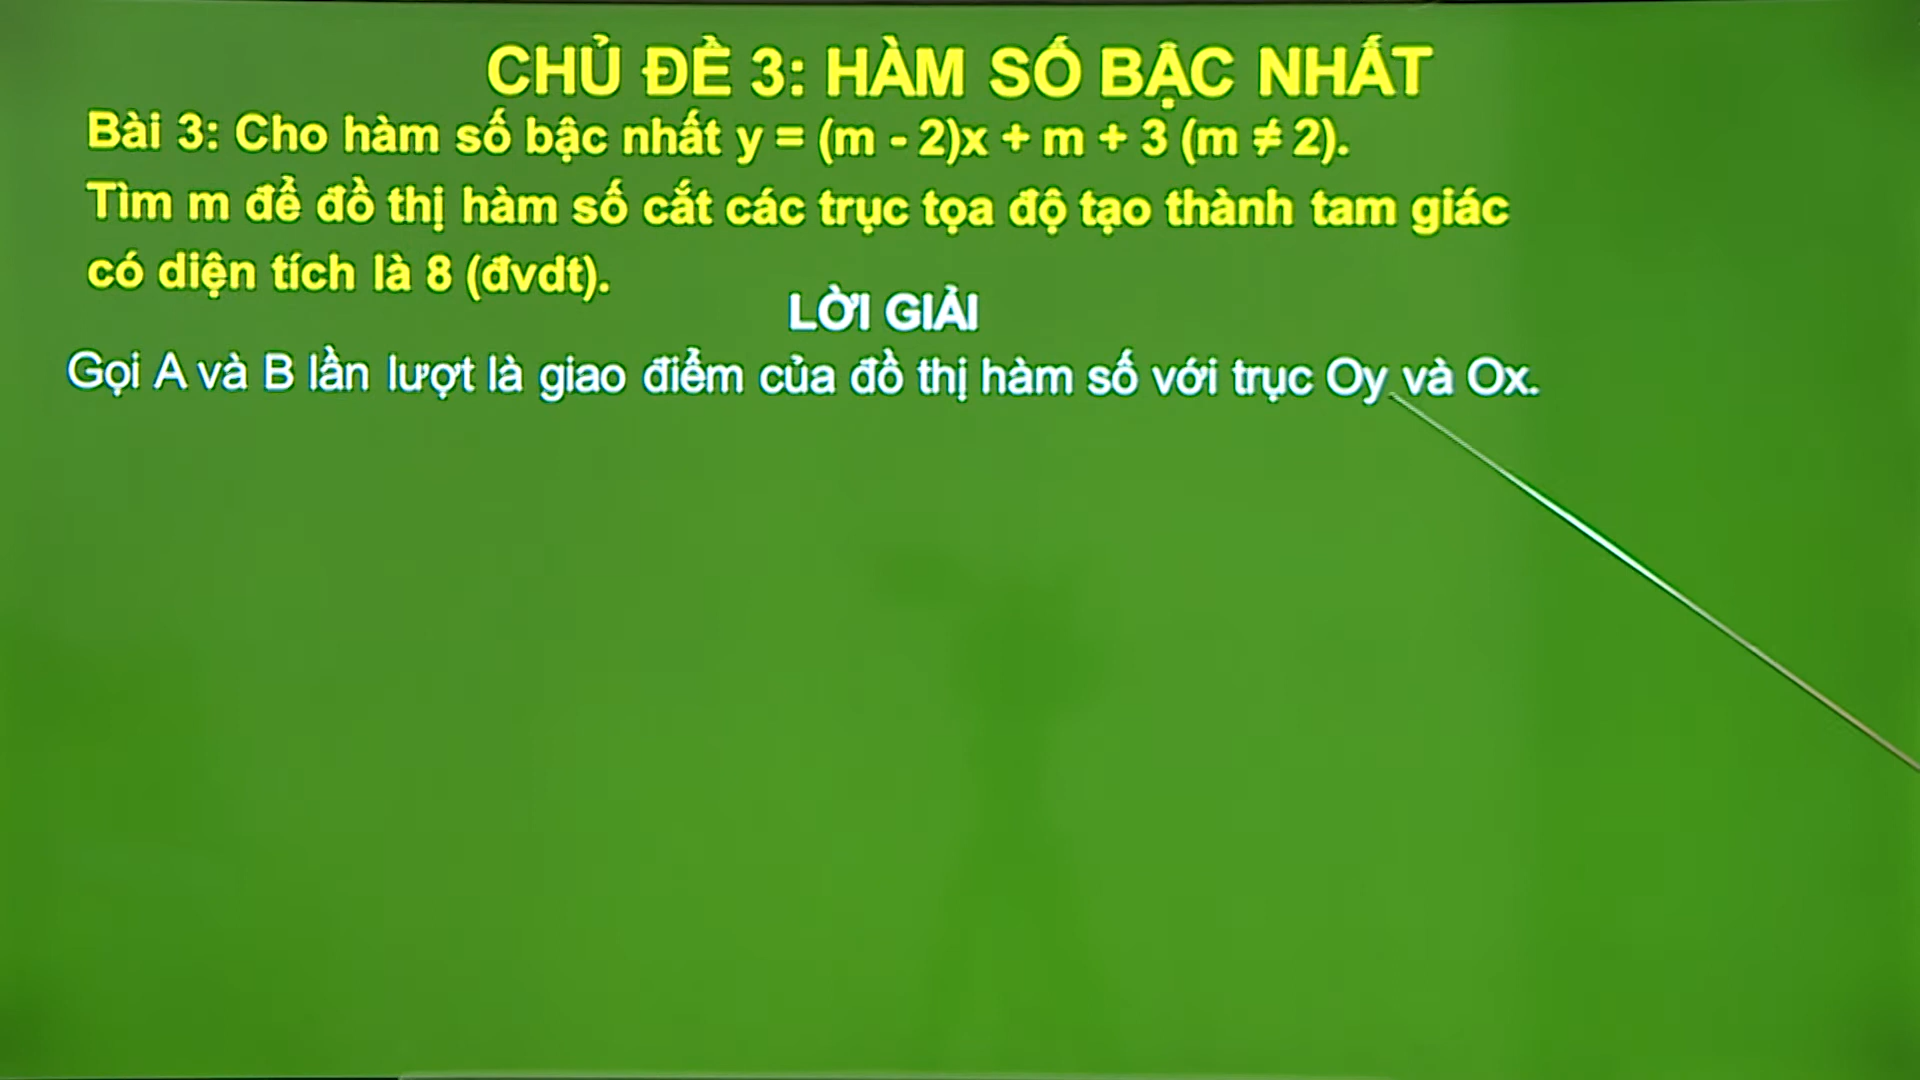 CHỦ ĐỀ 3: HÀM SỐ BẬC NHẤT
Bài 3: Cho hàm số bậc nhất y = (m - 2)x + m + 3 (m ≠ 2).
Tìm m để đồ thị hàm số cắt các trục tọa độ tạo thành tam giác
có diện tích là 8 (đvdt).
LỜI GIẢI
Gọi A và B lần lượt là giao điểm của đồ thị hàm số với trục Oy và Ox.